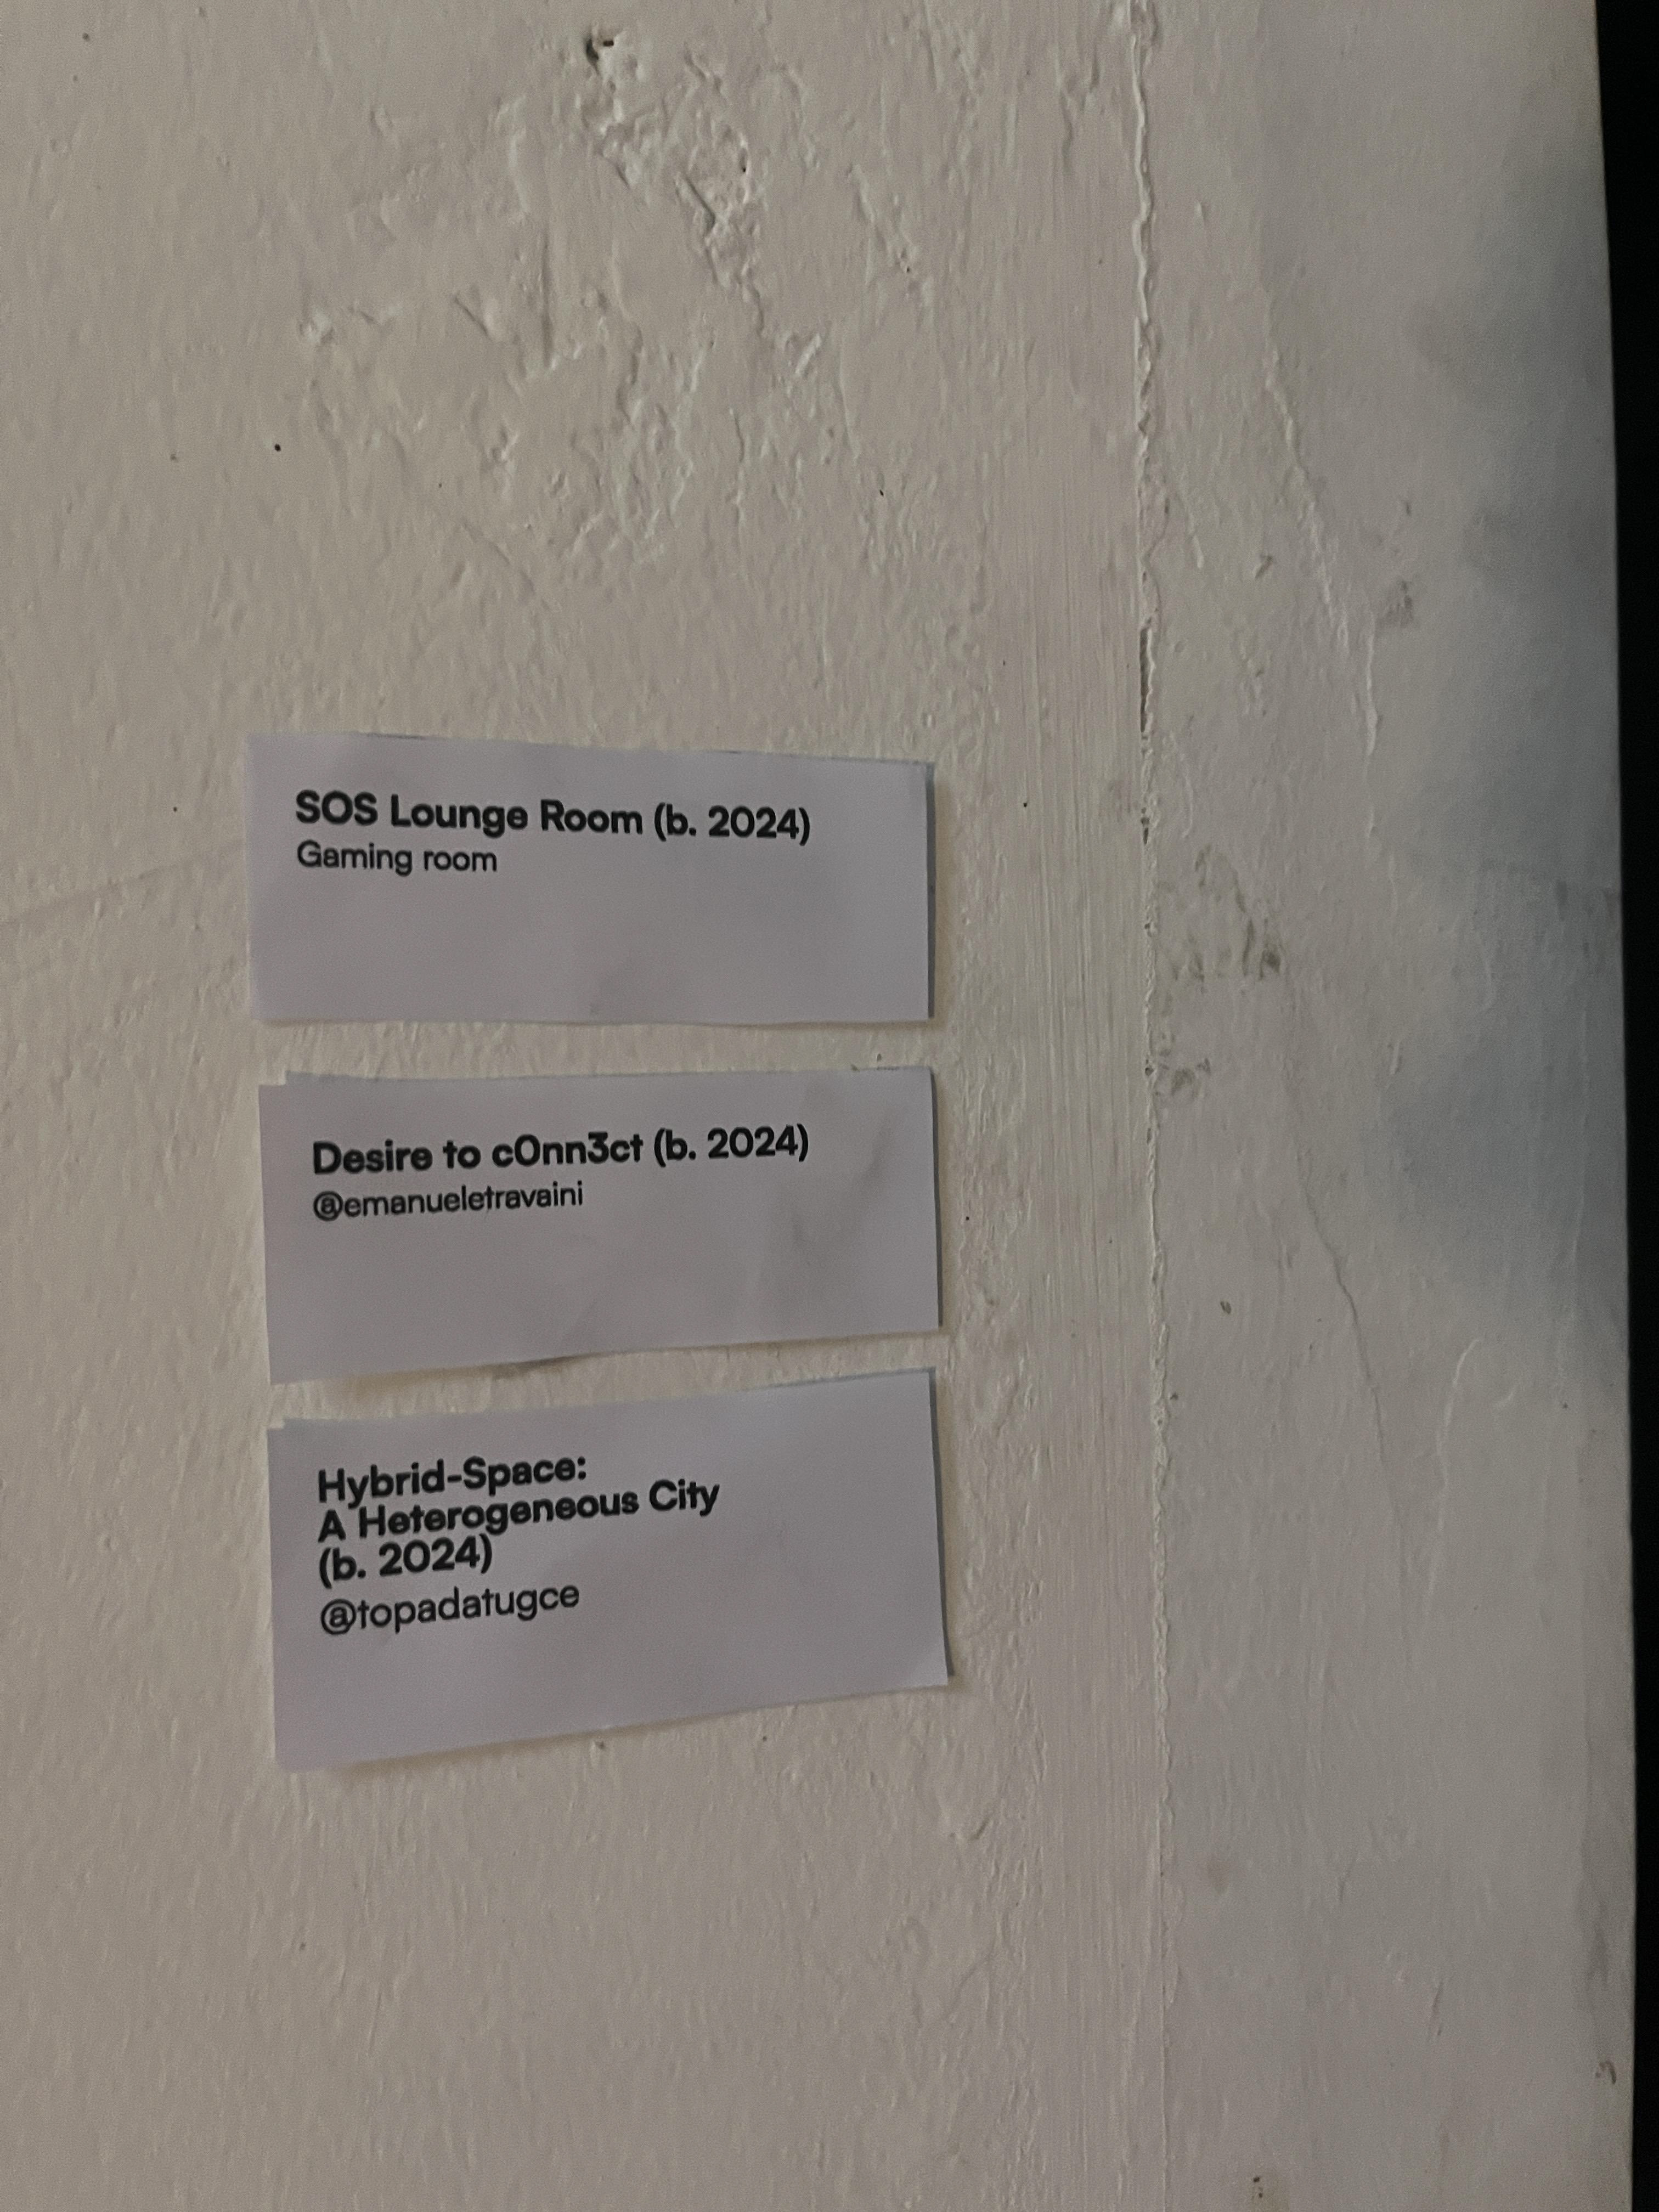 SOS Lounge Room (b. 2024)
Gaming room
Desire to c0nn3ct (b. 2024)
@emanueletravaini
Hybrid-Space:
A Heterogeneous City
(b. 2024)
@topadatugce